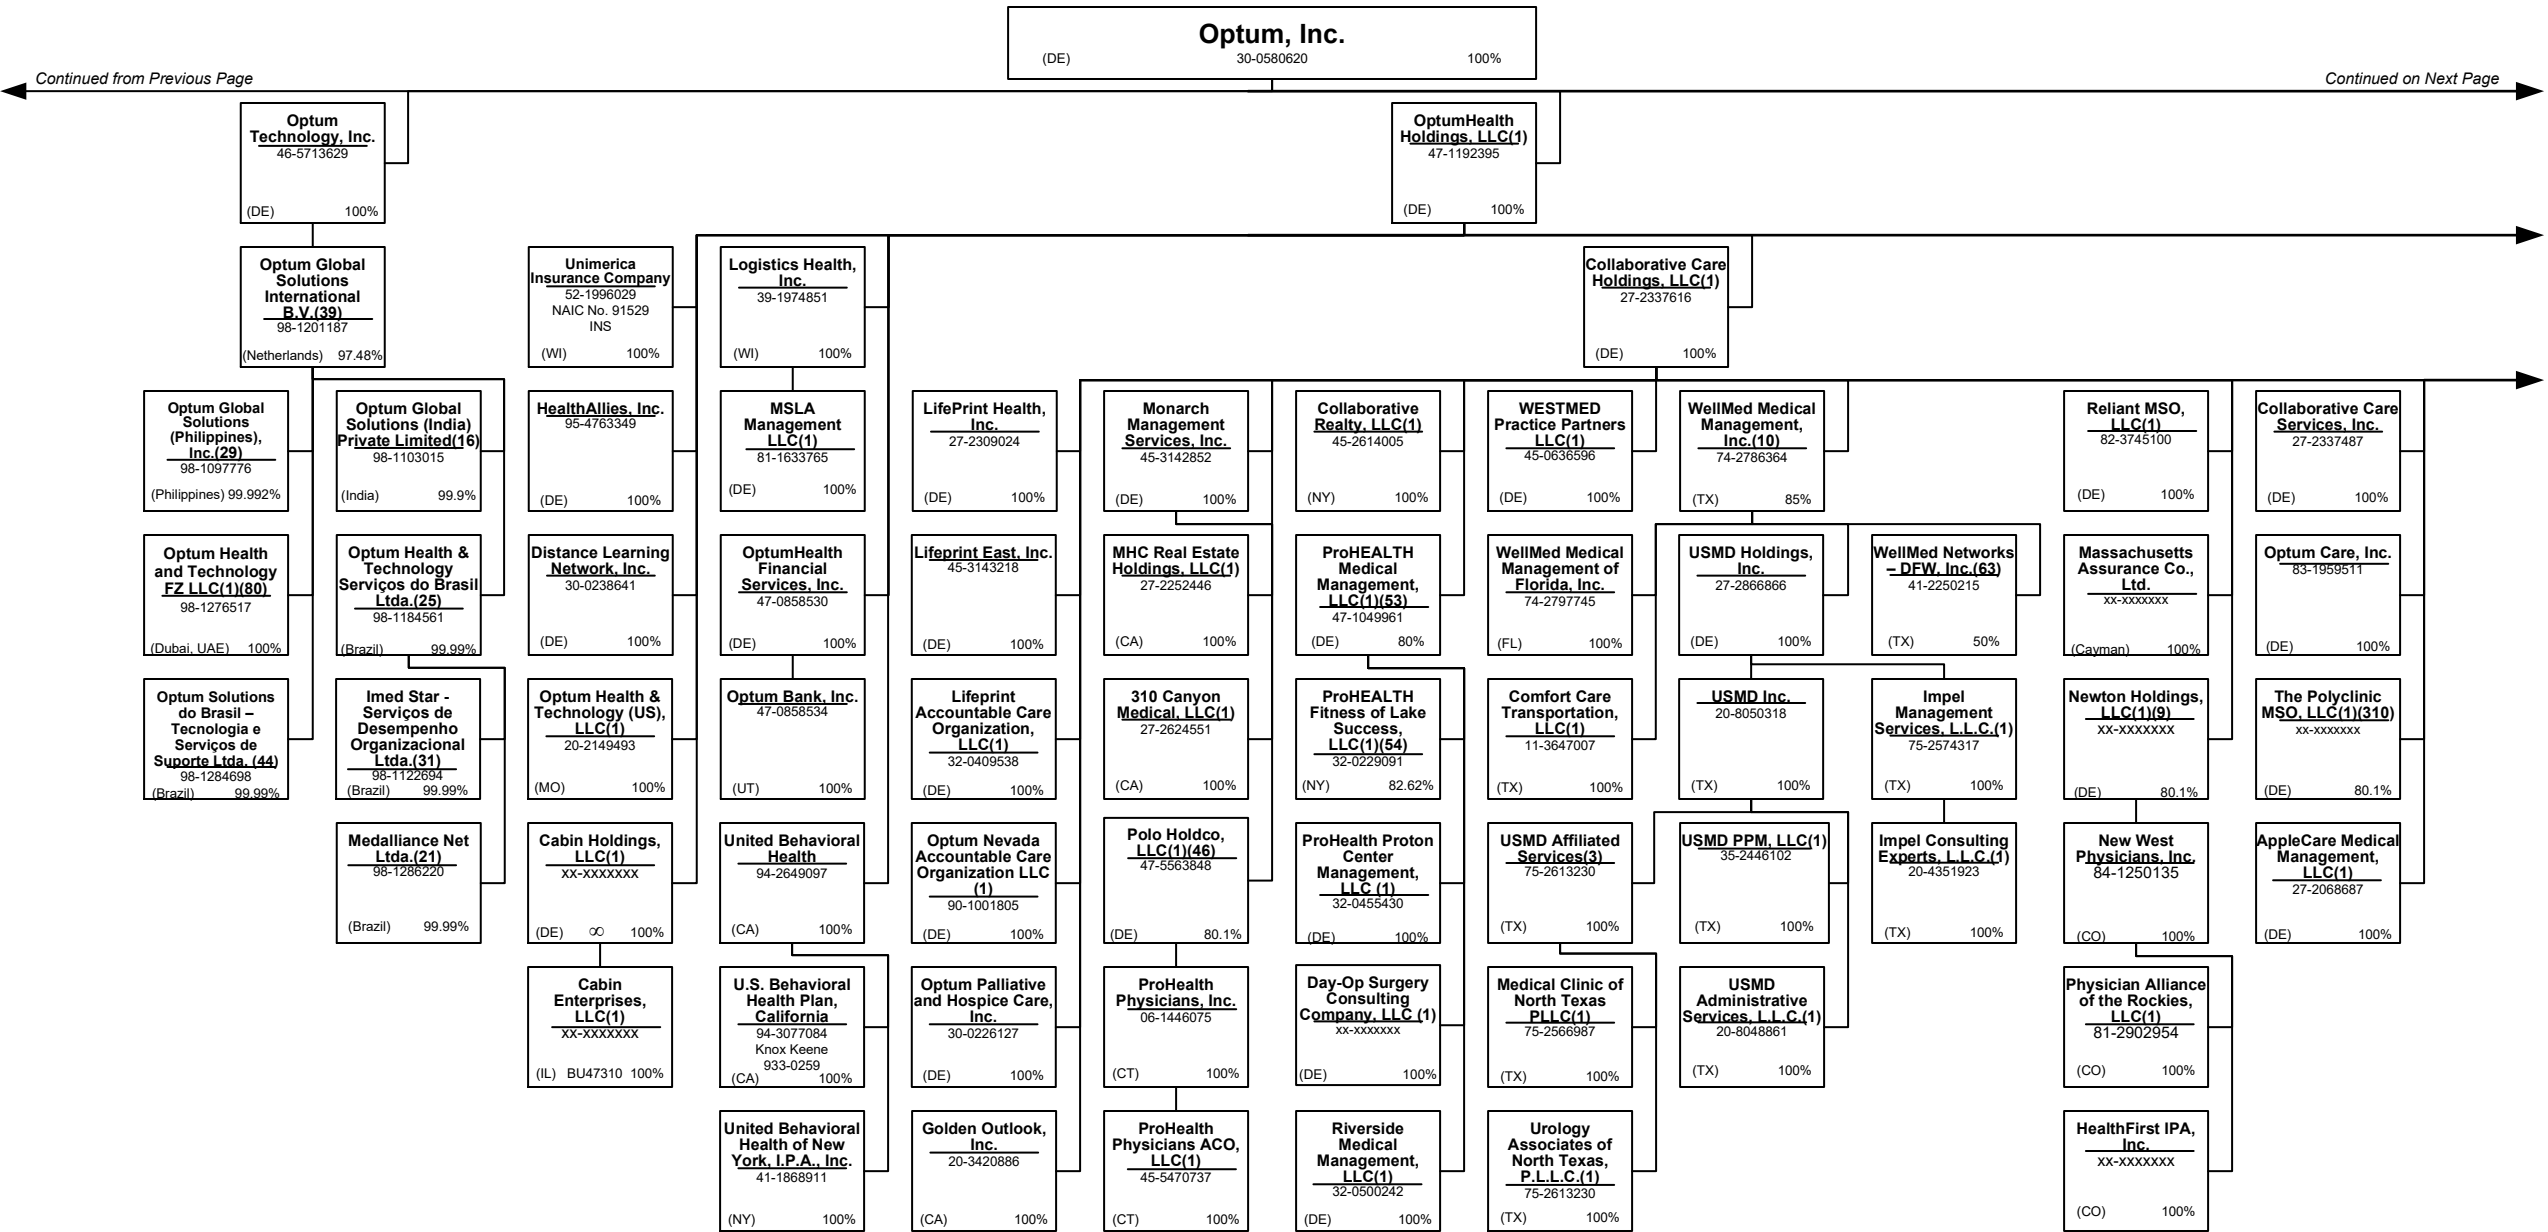 Optum, Inc.
(DE) 30-0580620 100%
Continued from Previous Page
Continued on Next Page
Optum
Technology, Inc.
46-5713629
(DE) 100%
OptumHealth
Holdings, LLC(1)
47-1192395
(DE) 100%
Optum Global
Solutions
International
B.V.(39)
98-1201187
(Netherlands) 97.48%
Unimerica
Insurance Company
52-1996029
NAIC No. 91529
INS
(WI) 100%
Logistics Health,
Inc.
39-1974851
(WI) 100%
Collaborative Care
Holdings, LLC(1)
27-2337616
(DE) 100%
Optum Global
Solutions
(Philippines),
Inc.(29)
98-1097776
(Philippines) 99.992%
Optum Global
Solutions (India)
Private Limited(16)
98-1103015
(India) 99.9%
HealthAllies, Inc.
95-4763349
(DE) 100%
MSLA
Management
LLC(1)
81-1633765
(DE) 100%
LifePrint Health,
Inc.
27-2309024
(DE) 100%
Monarch
Management
Services, Inc.
45-3142852
(DE) 100%
Collaborative
Realty, LLC(1)
45-2614005
(NY) 100%
WESTMED
Practice Partners
LLC(1)
45-0636596
(DE) 100%
WellMed Medical
Management,
Inc.(10)
74-2786364
(TX) 85%
Reliant MSO,
LLC(1)
82-3745100
(DE) 100%
Collaborative Care
Services, Inc.
27-2337487
(DE) 100%
Optum Health
and Technology
FZ LLC(1)(80)
98-1276517
(Dubai, UAE) 100%
Optum Health &
Technology
Serviços do Brasil
Ltda.(25)
98-1184561
(Brazil) 99.99%
Distance Learning
Network, Inc.
30-0238641
(DE) 100%
OptumHealth
Financial
Services, Inc.
47-0858530
(DE) 100%
Lifeprint East, Inc.
45-3143218
(DE) 100%
MHC Real Estate
Holdings, LLC(1)
27-2252446
(CA) 100%
ProHEALTH
Medical
Management,
LLC(1)(53)
47-1049961
(DE) 80%
WellMed Medical
Management of
Florida, Inc.
74-2797745
(FL) 100%
USMD Holdings,
Inc.
27-2866866
(DE) 100%
WellMed Networks
– DFW, Inc.(63)
41-2250215
(TX) 50%
Massachusetts
Assurance Co.,
Ltd.
xx-xxxxxxx
(Cayman) 100%
Optum Care, Inc.
83-1959511
(DE) 100%
Optum Solutions
do Brasil –
Tecnologia e
Serviços de
Suporte Ltda. (44)
98-1284698
(Brazil) 99.99%
Imed Star -
Serviços de
Desempenho
Organizacional
Ltda.(31)
98-1122694
(Brazil) 99.99%
Optum Health &
Technology (US),
LLC(1)
20-2149493
(MO) 100%
Optum Bank, Inc.
47-0858534
(UT) 100%
Lifeprint
Accountable Care
Organization,
LLC(1)
32-0409538
(DE) 100%
310 Canyon
Medical, LLC(1)
27-2624551
(CA) 100%
ProHEALTH
Fitness of Lake
Success,
LLC(1)(54)
32-0229091
(NY) 82.62%
Comfort Care
Transportation,
LLC(1)
11-3647007
(TX) 100%
USMD Inc.
20-8050318
(TX) 100%
Impel
Management
Services, L.L.C.(1)
75-2574317
(TX) 100%
Newton Holdings,
LLC(1)(9)
xx-xxxxxxx
(DE) 80.1%
The Polyclinic
MSO, LLC(1)(310)
xx-xxxxxxx
(DE) 80.1%
Medalliance Net
Ltda.(21)
98-1286220
(Brazil) 99.99%
Cabin Holdings,
LLC(1)
xx-xxxxxxx
(DE) ∞ 100%
United Behavioral
Health
94-2649097
(CA) 100%
Optum Nevada
Accountable Care
Organization LLC
(1)
90-1001805
(DE) 100%
Polo Holdco,
LLC(1)(46)
47-5563848
(DE) 80.1%
ProHealth Proton
Center
Management,
LLC (1)
32-0455430
(DE) 100%
USMD Affiliated
Services(3)
75-2613230
(TX) 100%
USMD PPM, LLC(1)
35-2446102
(TX) 100%
Impel Consulting
Experts, L.L.C.(1)
20-4351923
(TX) 100%
New West
Physicians, Inc.
84-1250135
(CO) 100%
AppleCare Medical
Management,
LLC(1)
27-2068687
(DE) 100%
Cabin
Enterprises,
LLC(1)
xx-xxxxxxx
(IL) BU47310 100%
U.S. Behavioral
Health Plan,
California
94-3077084
Knox Keene
933-0259
(CA) 100%
Optum Palliative
and Hospice Care,
Inc.
30-0226127
(DE) 100%
ProHealth
Physicians, Inc.
06-1446075
(CT) 100%
Day-Op Surgery
Consulting
Company, LLC (1)
xx-xxxxxxx
(DE) 100%
Medical Clinic of
North Texas
PLLC(1)
75-2566987
(TX) 100%
USMD
Administrative
Services, L.L.C.(1)
20-8048861
(TX) 100%
Physician Alliance
of the Rockies,
LLC(1)
81-2902954
(CO) 100%
United Behavioral
Health of New
York, I.P.A., Inc.
41-1868911
(NY) 100%
Golden Outlook,
Inc.
20-3420886
(CA) 100%
ProHealth
Physicians ACO,
LLC(1)
45-5470737
(CT) 100%
Riverside
Medical
Management,
LLC(1)
32-0500242
(DE) 100%
Urology
Associates of
North Texas,
P.L.L.C.(1)
75-2613230
(TX) 100%
HealthFirst IPA,
Inc.
xx-xxxxxxx
(CO) 100%